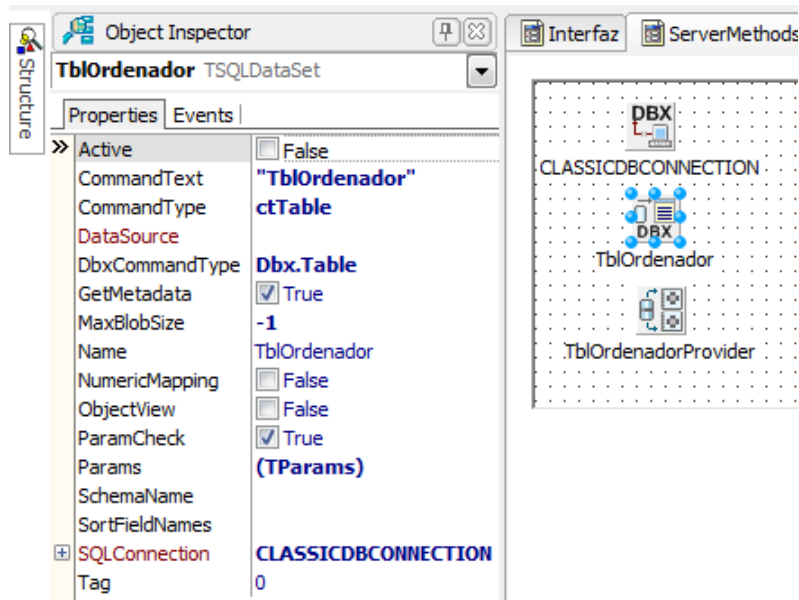 Structure
Object Inspector
TblOrdenador TSQLDataSet
Properties Events
» Active False
CommandText "TblOrdenador"
CommandType ctTable
DataSource
DbxCommandType Dbx.Table
GetMetadata True
MaxBlobSize -1
Name TblOrdenador
NumericMapping False
ObjectView False
ParamCheck True
Params (TParams)
SchemaName
SortFieldNames
SQLConnection CLASSICDBCONNECTION
Tag 0
Interfaz ServerMethods
DBX
CLASSICDBCONNECTION
DBX
TblOrdenador
TblOrdenadorProvider